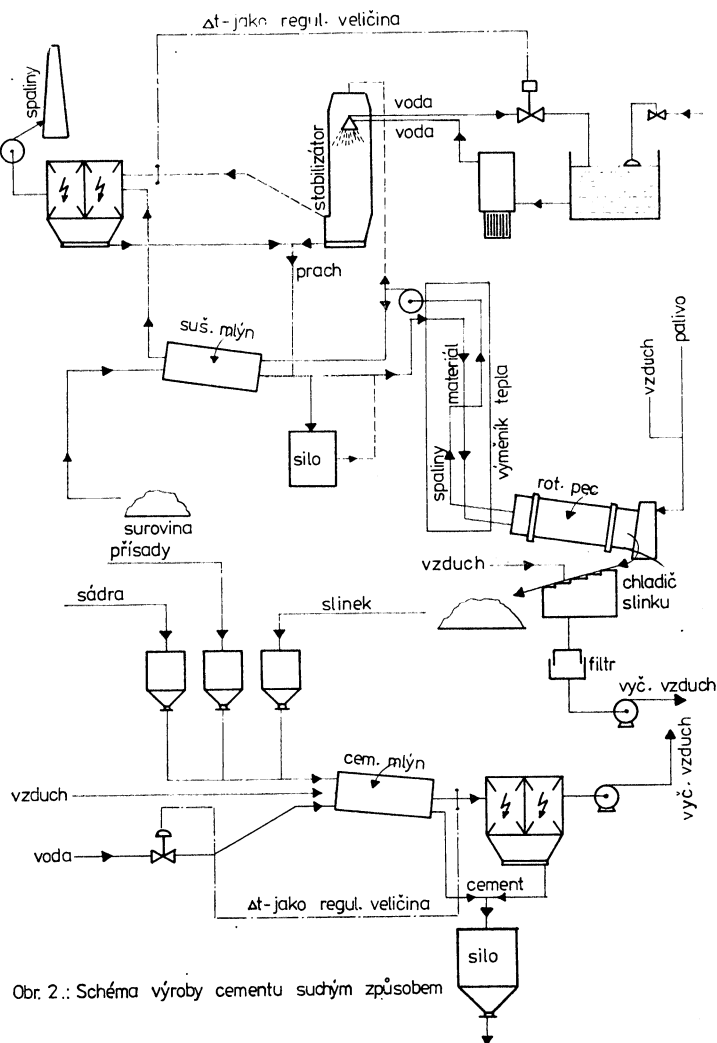 Δt-jako regul. veličina
spaliny
voda
voda
stabilizátor
prach
suš. mlýn
silo
surovina
spaliny
materiál
výměník tepla
vzduch
palivo
rot. pec
vzduch
chladič
slinku
přísady
sádra
slinek
filtr
vyč. vzduch
vyč. vzduch
cem. mlýn
vzduch
voda
Δt-jako regul. veličina
cement
silo
Obr. 2.: Schéma výroby cementu suchým způsobem